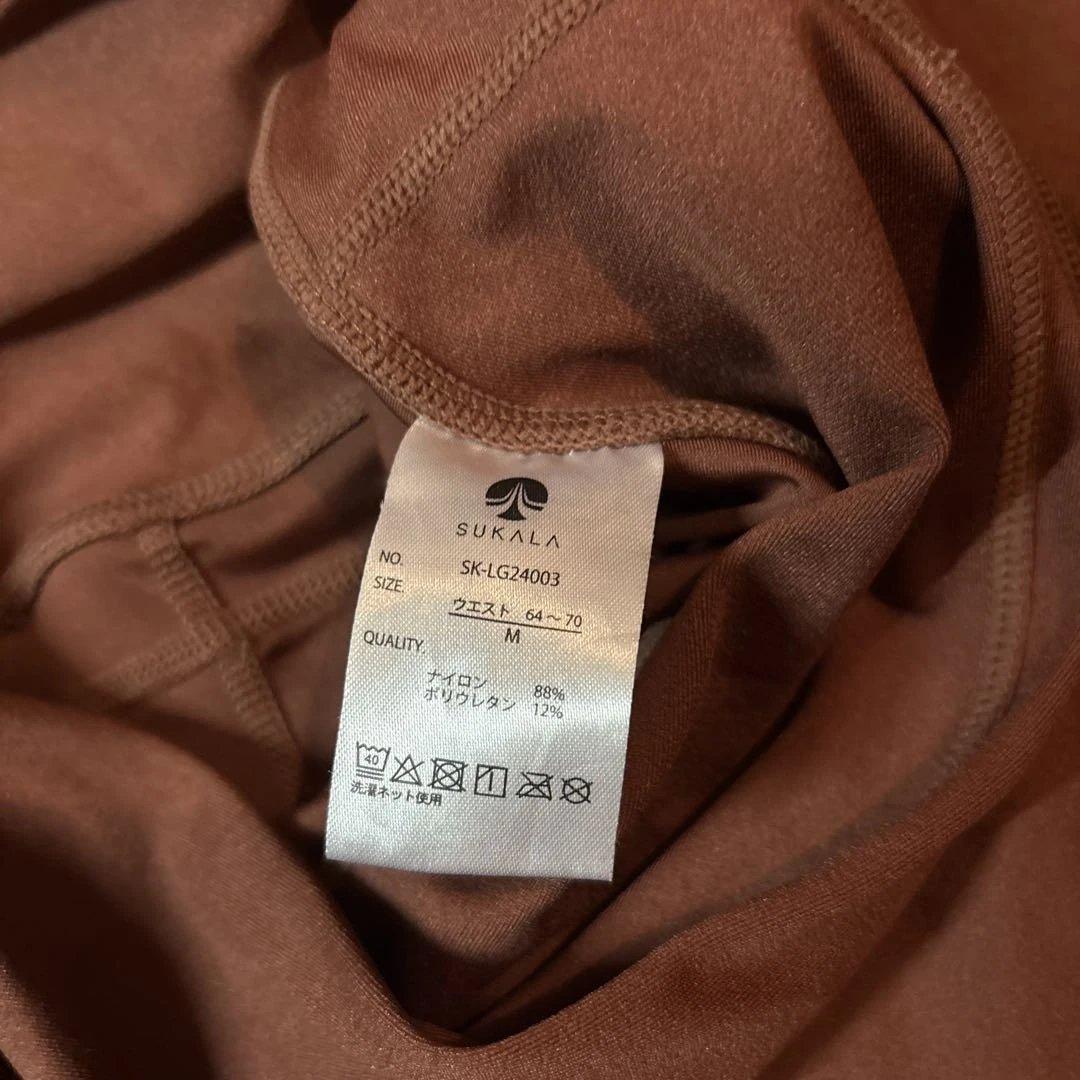 SUKALA
NO. SK-LG24003
SIZE. ウエスト 64～70
M
QUALITY.
ナイロン 88%
ポリウレタン 12%
40
洗濯ネット使用